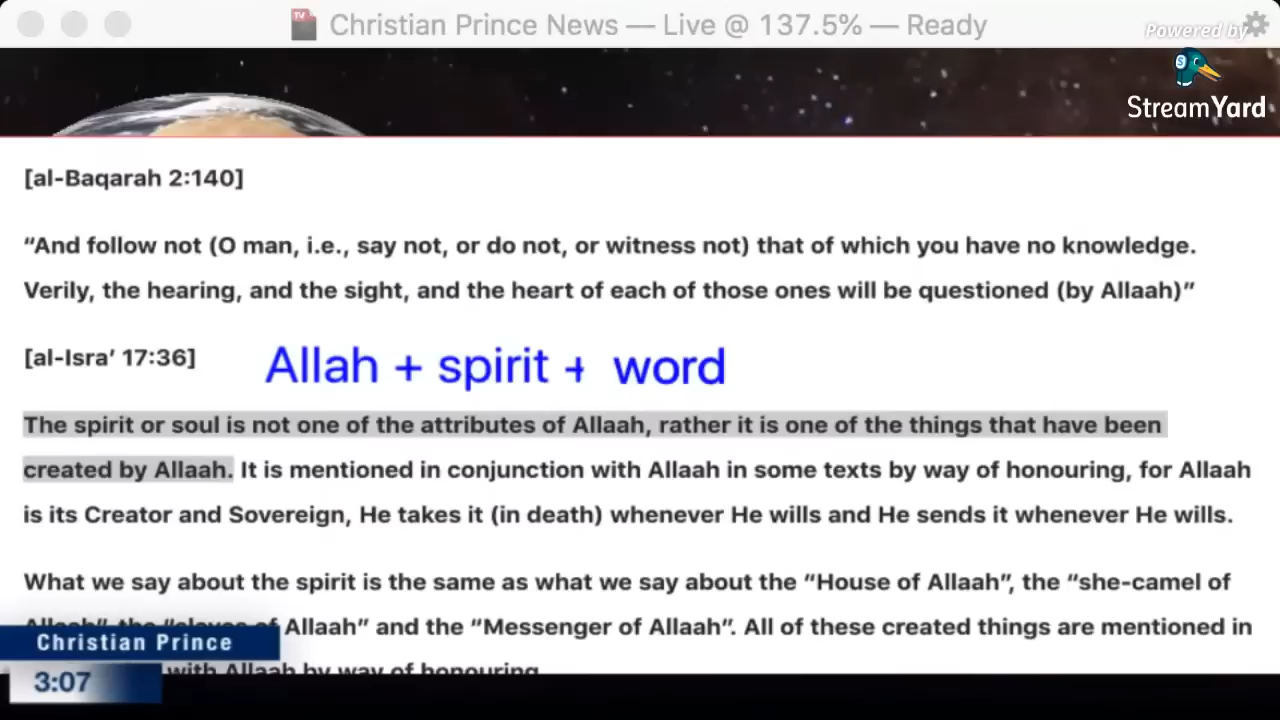 Christian Prince News — Live @ 137.5% — Ready
Powered by
StreamYard
[al-Baqarah 2:140]
“And follow not (O man, i.e., say not, or do not, or witness not) that of which you have no knowledge.
Verily, the hearing, and the sight, and the heart of each of those ones will be questioned (by Allaah)”
[al-Isra’ 17:36]
Allah + spirit + word
The spirit or soul is not one of the attributes of Allaah, rather it is one of the things that have been
created by Allaah. It is mentioned in conjunction with Allaah in some texts by way of honouring, for Allaah
is its Creator and Sovereign, He takes it (in death) whenever He wills and He sends it whenever He wills.
What we say about the spirit is the same as what we say about the “House of Allaah”, the “she-camel of
Allaah”, the “slaves of Allaah” and the “Messenger of Allaah”. All of these created things are mentioned in
with Allaah by way of honouring.
Christian Prince
3:07